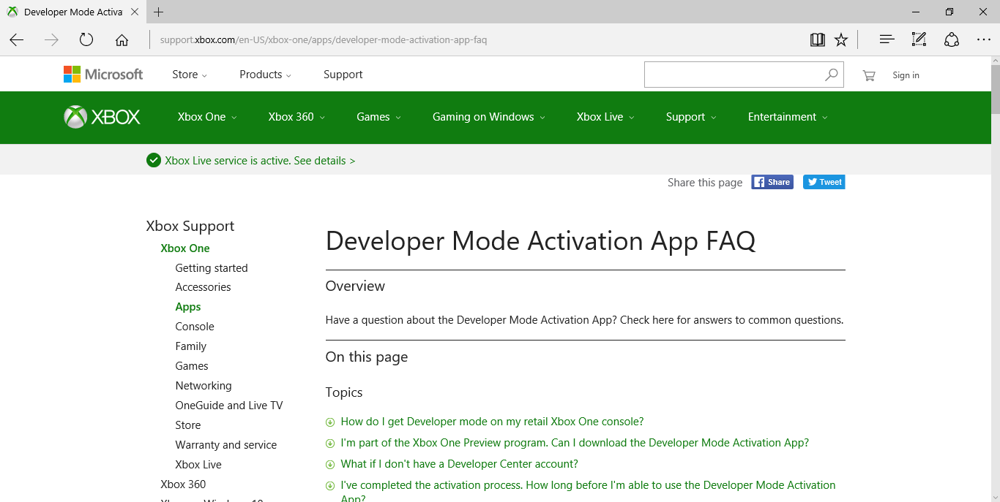 Developer Mode Activa
support.xbox.com/en-US/xbox-one/apps/developer-mode-activation-app-faq
Microsoft Store Products Support Sign in
XBOX Xbox One Xbox 360 Games Gaming on Windows Xbox Live Support Entertainment
Xbox Live service is active. See details >
Share this page Share Tweet
Xbox Support
Xbox One
Getting started
Accessories
Apps
Console
Family
Games
Networking
OneGuide and Live TV
Store
Warranty and service
Xbox Live
Xbox 360
Developer Mode Activation App FAQ
Overview
Have a question about the Developer Mode Activation App? Check here for answers to common questions.
On this page
Topics
How do I get Developer mode on my retail Xbox One console?
I'm part of the Xbox One Preview program. Can I download the Developer Mode Activation App?
What if I don't have a Developer Center account?
I've completed the activation process. How long before I'm able to use the Developer Mode Activation
App?